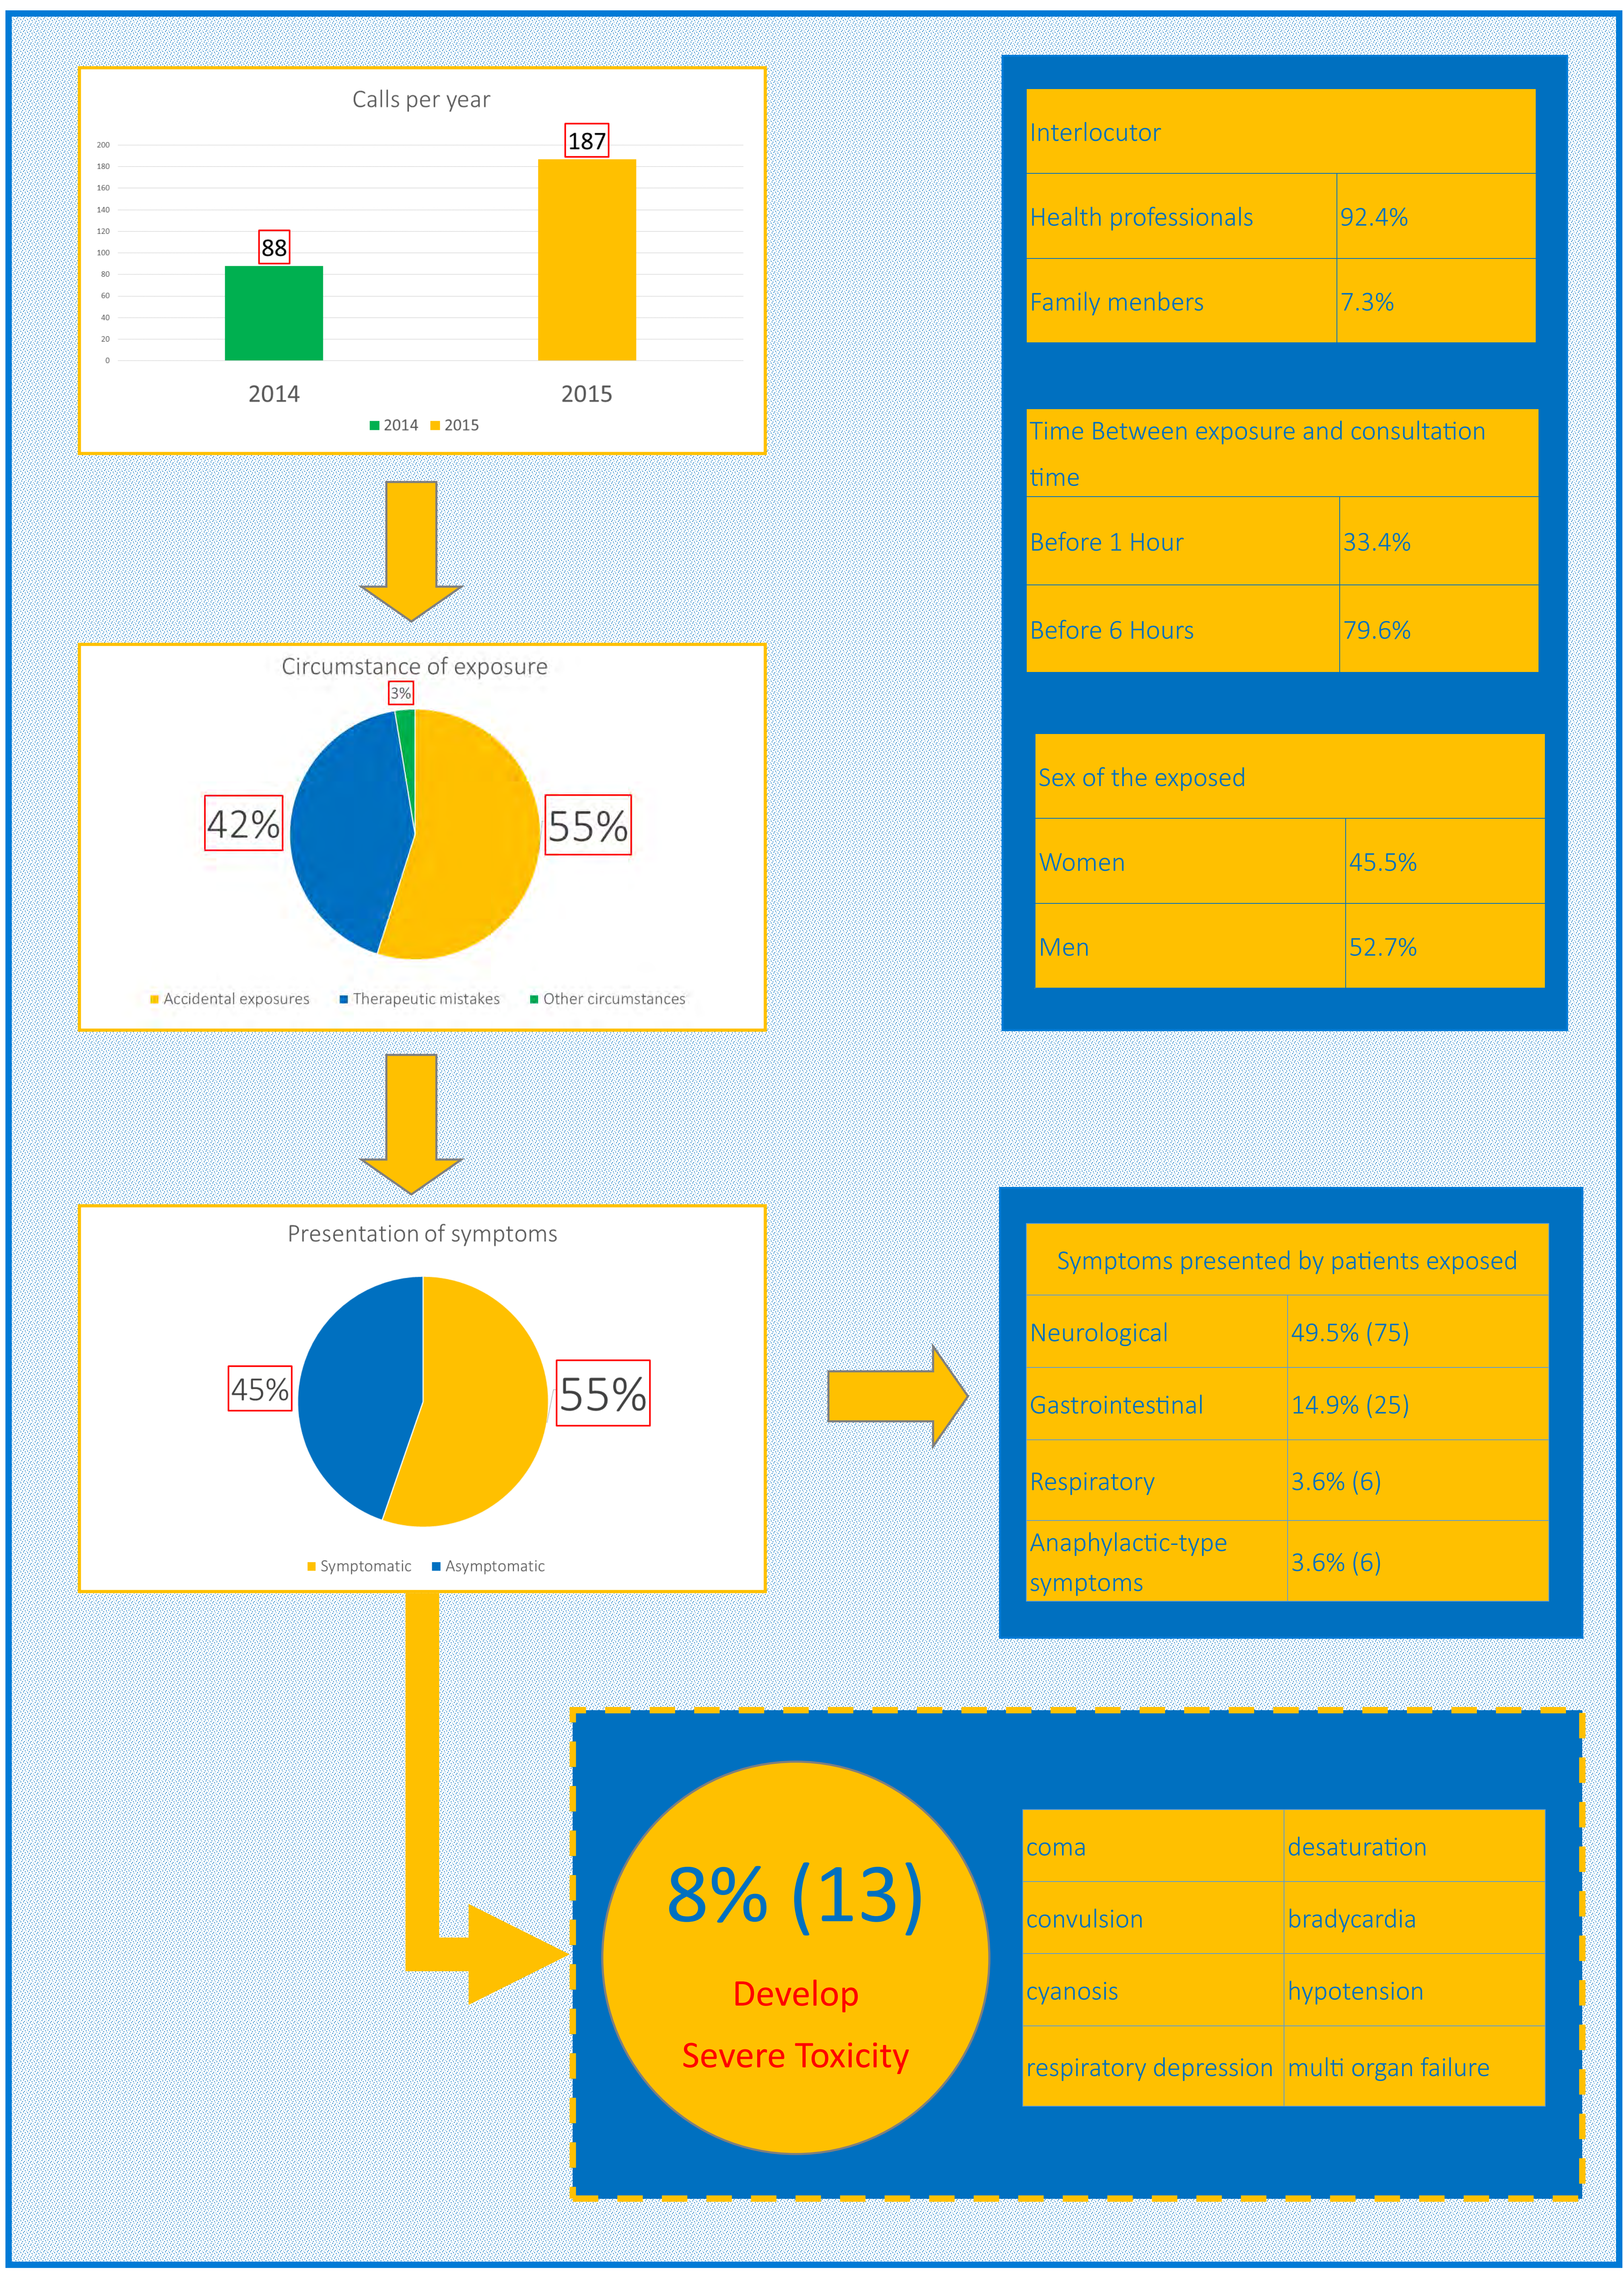 Calls per year
200
180
160
140
120
100
80
60
40
20
0
88
187
2014
2015
2014 2015
Circumstance of exposure
3%
42%
55%
Accidental exposures Therapeutic mistakes Other circumstances
Presentation of symptoms
45%
55%
Symptomatic Asymptomatic
Interlocutor
Health professionals 92.4%
Family menbers 7.3%
Time Between exposure and consultation
time
Before 1 Hour 33.4%
Before 6 Hours 79.6%
Sex of the exposed
Women 45.5%
Men 52.7%
Symptoms presented by patients exposed
Neurological 49.5% (75)
Gastrointestinal 14.9% (25)
Respiratory 3.6% (6)
Anaphylactic-type
symptoms 3.6% (6)
8% (13)
Develop
Severe Toxicity
coma desaturation
convulsion bradycardia
cyanosis hypotension
respiratory depression multi organ failure